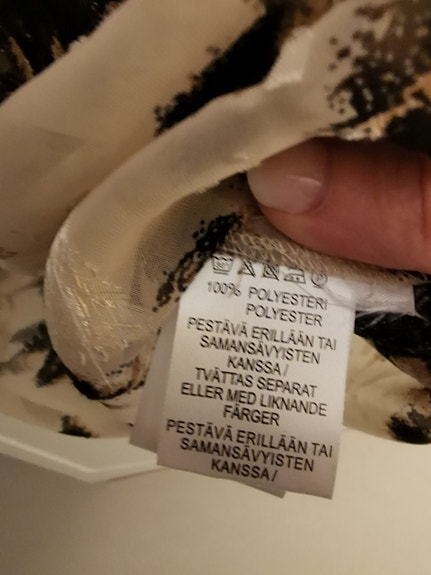 100% POLYESTERI
POLYESTER
PESTÄVÄ ERILLÄÄN TAI
SAMANSÄVYISTEN
KANSSA /
TVÄTTAS SEPARAT
ELLER MED LIKNANDE
FÄRGER
PESTÄVÄ ERILLÄÄN TAI
SAMANSÄVYISTEN
KANSSA /